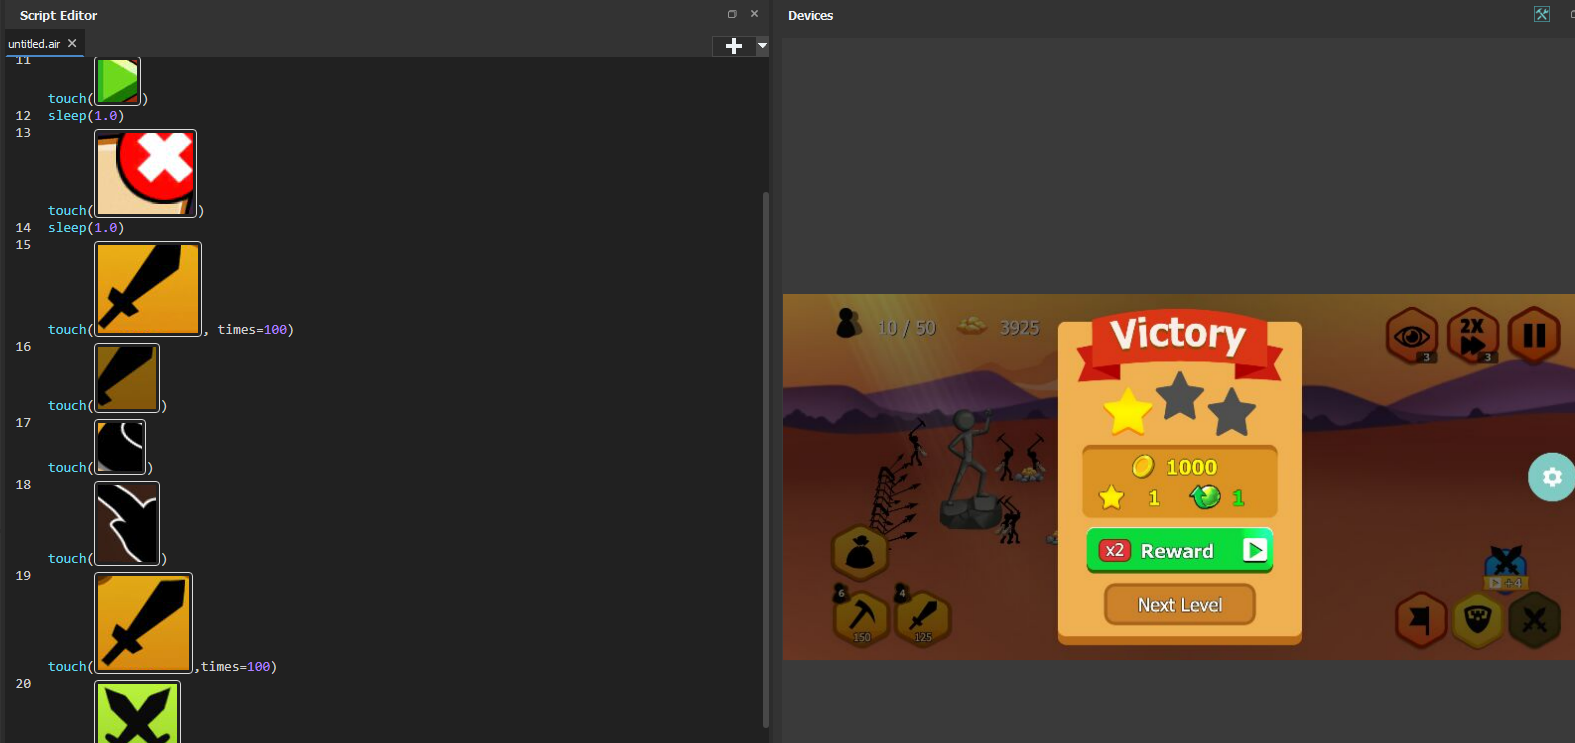 Script Editor
untitled.air
11
touch( )
12 sleep(1.0)
13
touch( )
14 sleep(1.0)
15
touch( , times=100)
16
touch( )
17
touch( )
18
touch( )
19
touch( ,times=100)
20
Devices
10 / 50
3925
3
2X
3
Victory
1000
1
1
x2 Reward
Next Level
6
150
4
125
+4